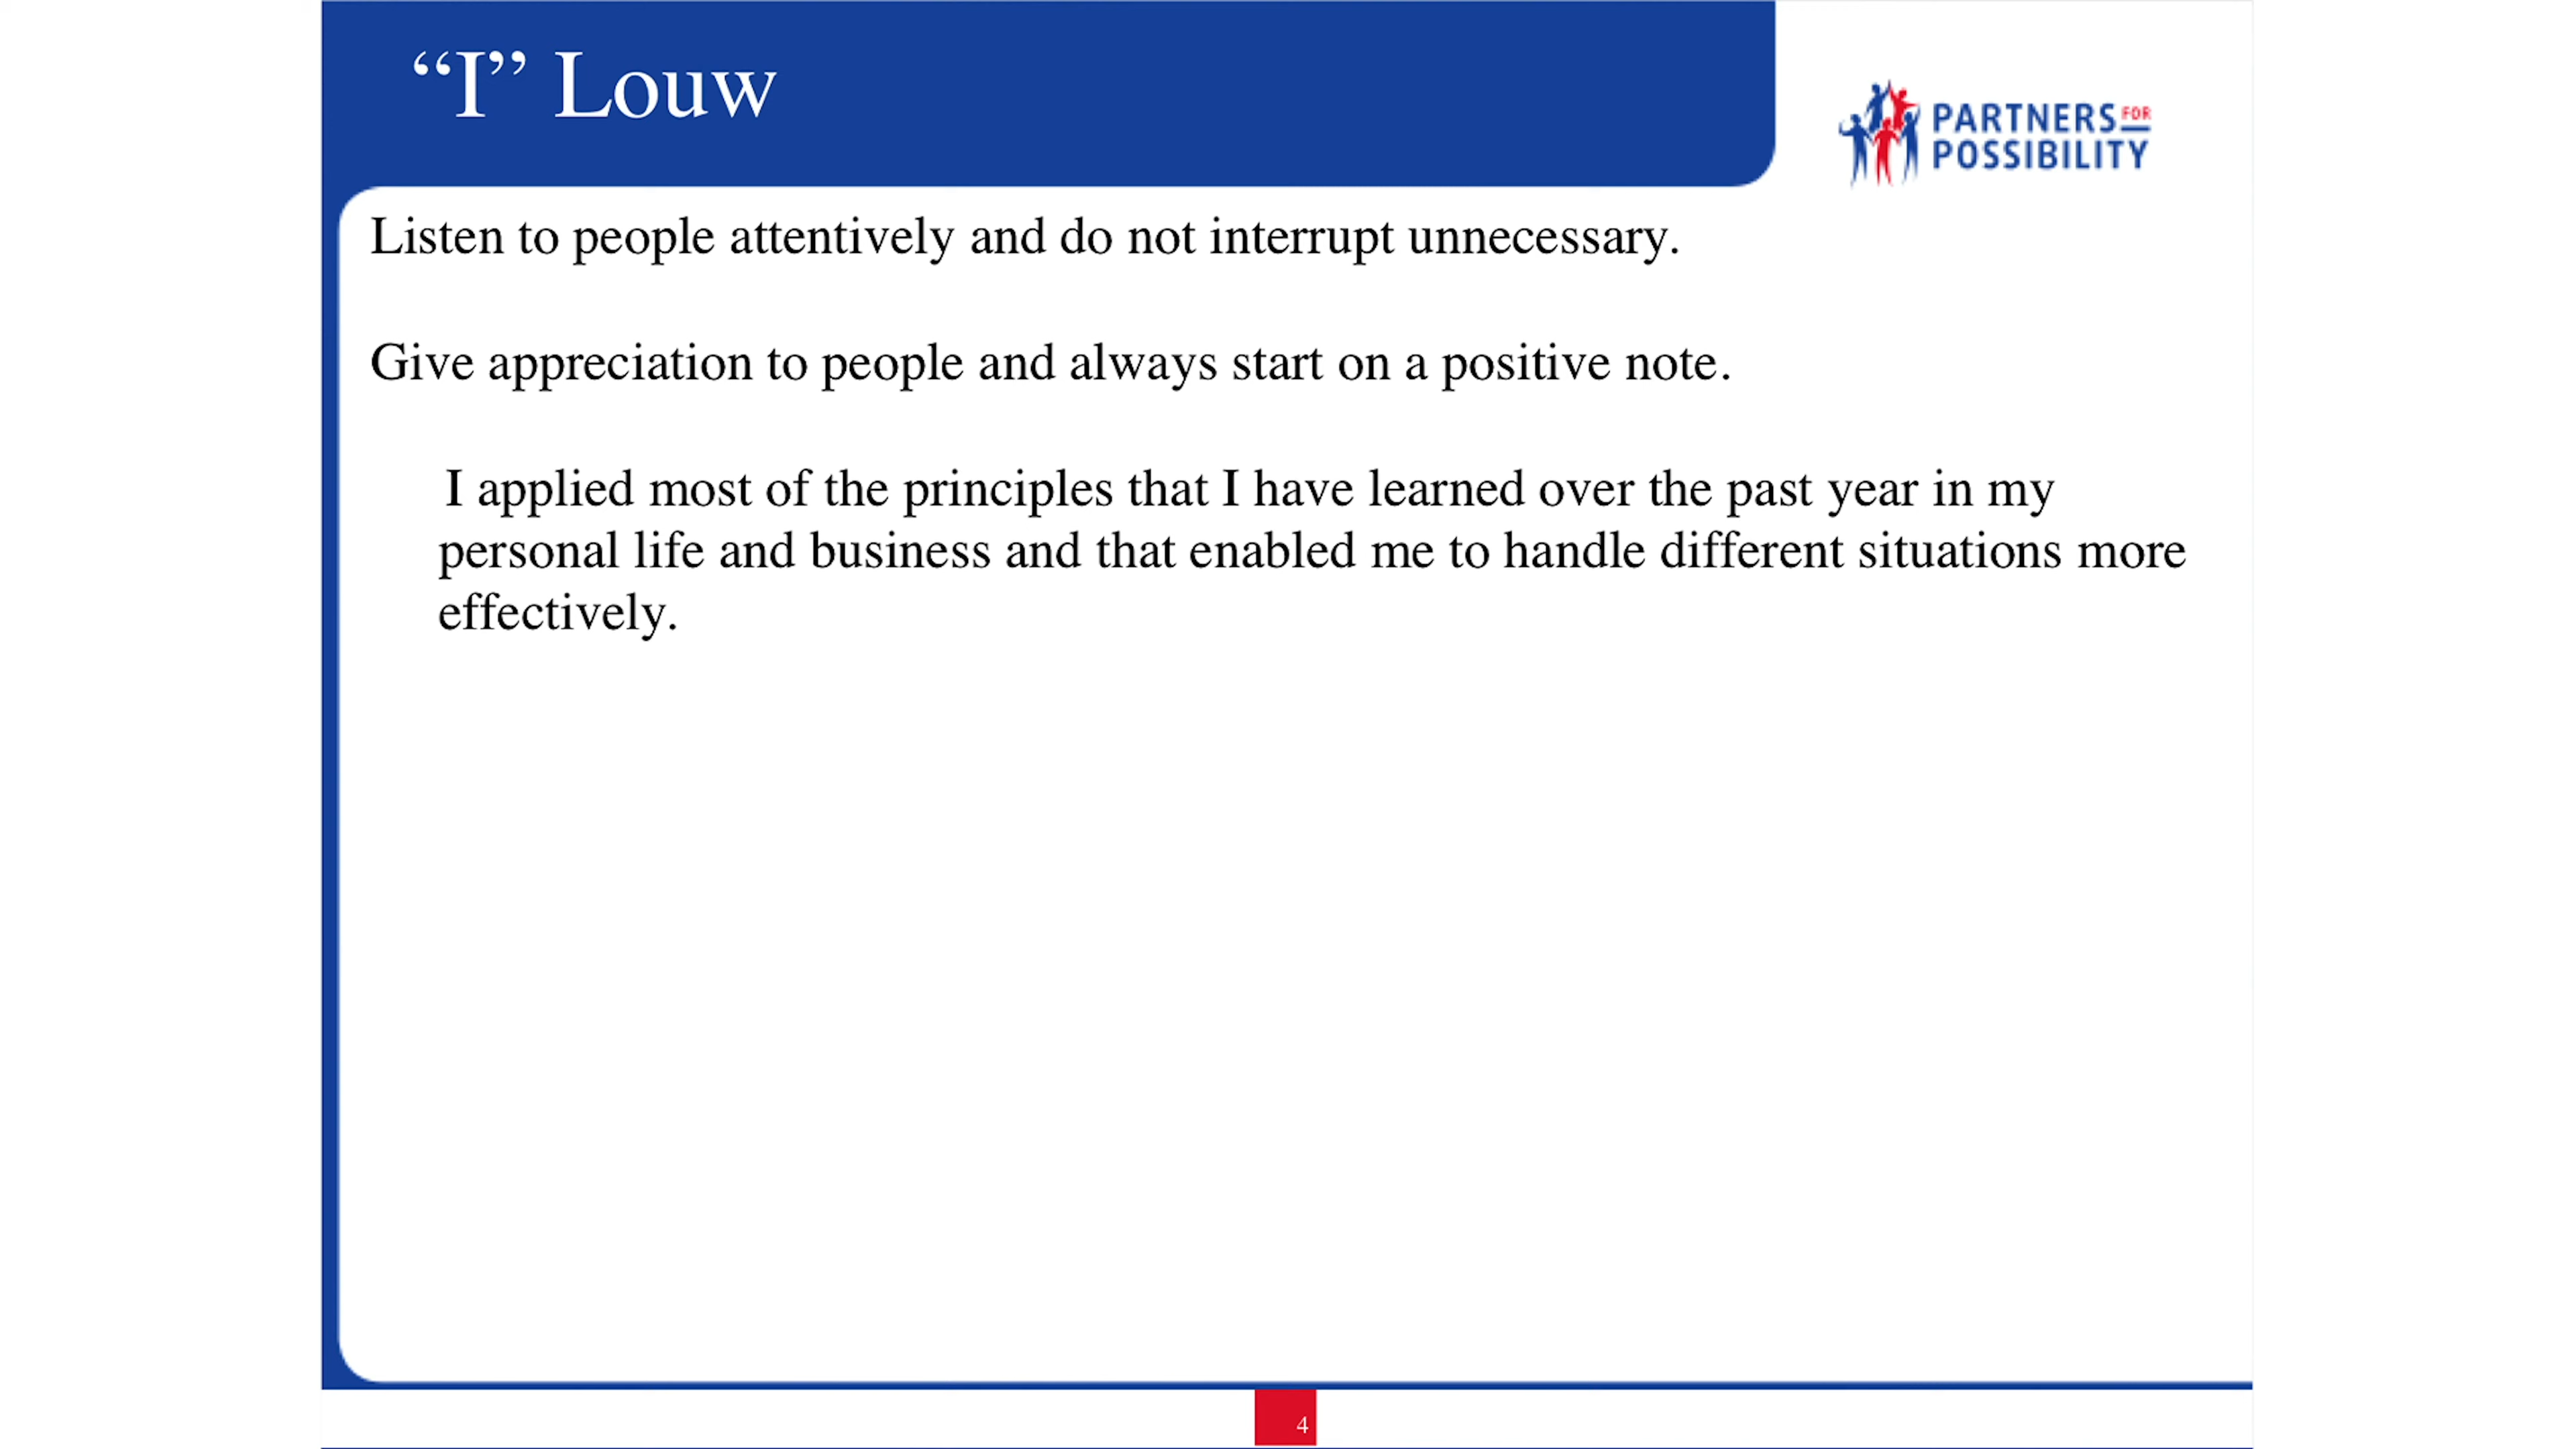 “I” Louw
PARTNERS FOR
POSSIBILITY
Listen to people attentively and do not interrupt unnecessary.
Give appreciation to people and always start on a positive note.
I applied most of the principles that I have learned over the past year in my
personal life and business and that enabled me to handle different situations more
effectively.
4